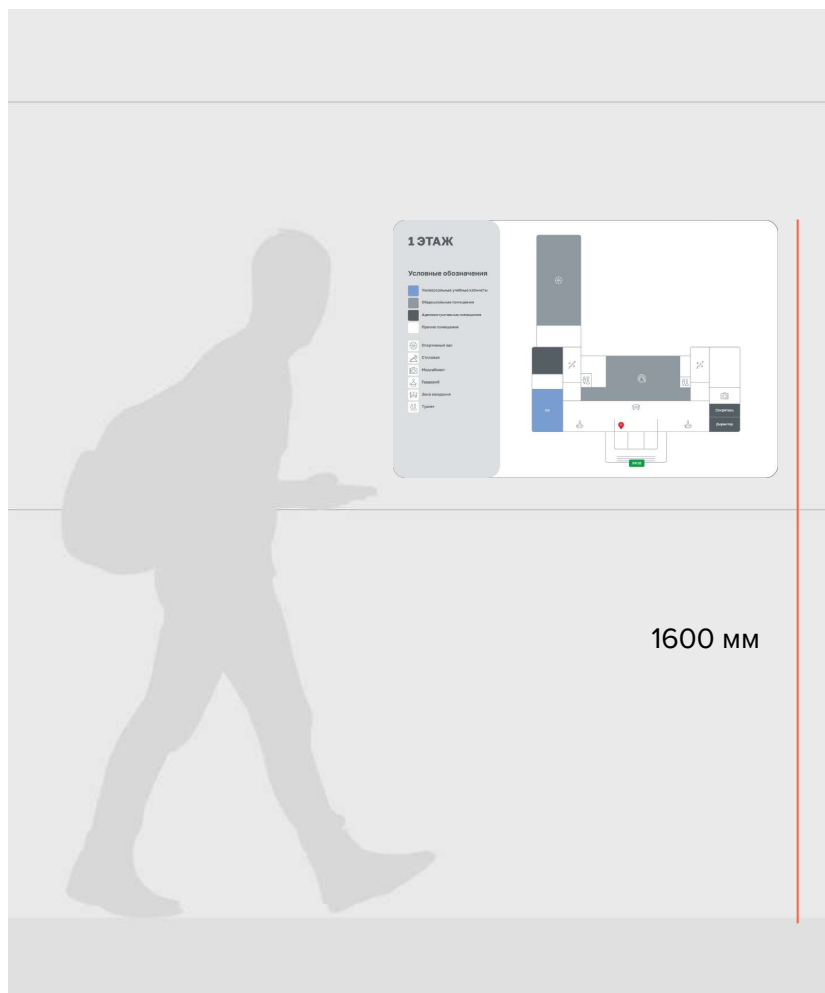 1 ЭТАЖ
Условные обозначения
Универсальные учебные кабинеты
Общешкольные помещения
Административные помещения
Прочие помещения
Спортивный зал
Столовая
Медкабинет
Гардероб
Зона ожидания
Туалет
Секретарь
Директор
ВХОД
1600 мм